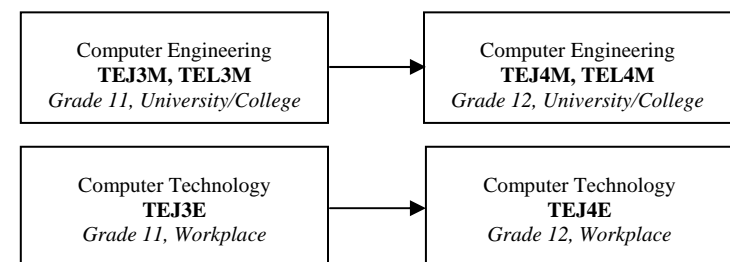 Computer Engineering
TEJ3M, TEL3M
Grade 11, University/College
Computer Engineering
TEJ4M, TEL4M
Grade 12, University/College
Computer Technology
TEJ3E
Grade 11, Workplace
Computer Technology
TEJ4E
Grade 12, Workplace